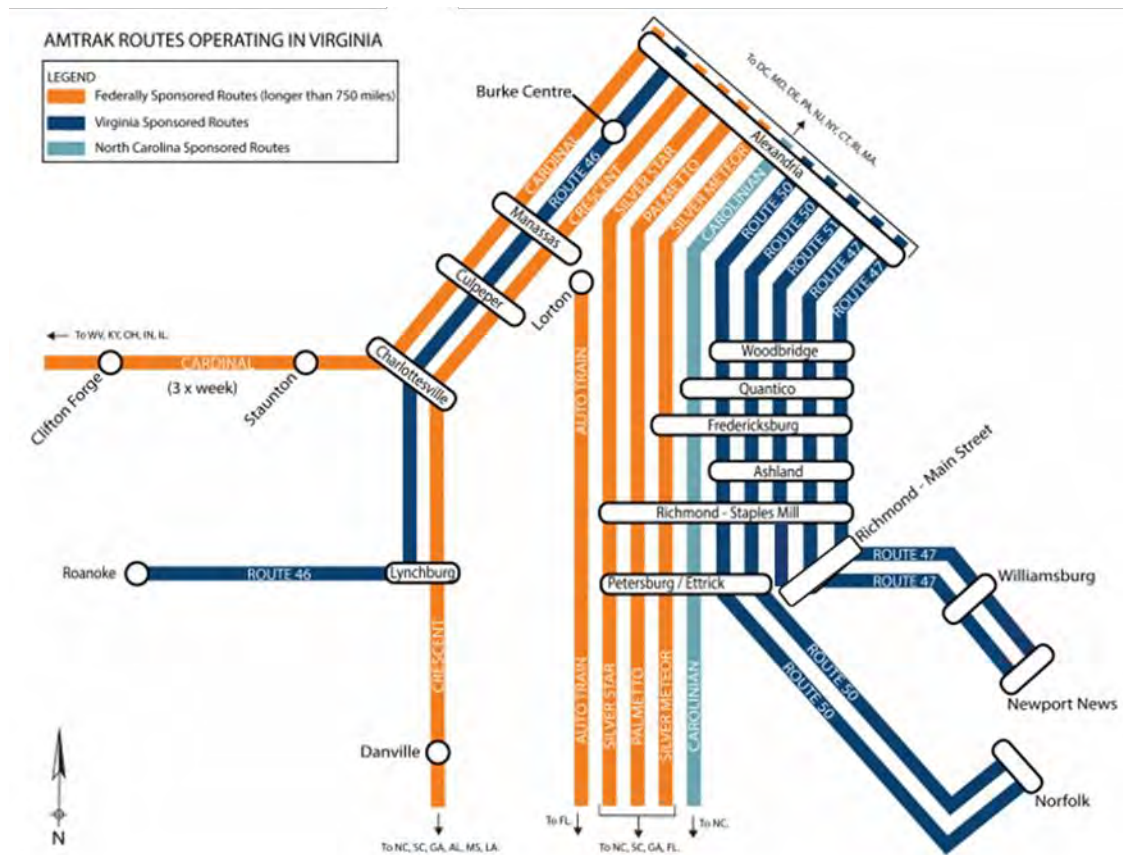 AMTRAK ROUTES OPERATING IN VIRGINIA
LEGEND
Federally Sponsored Routes (longer than 750 miles)
Virginia Sponsored Routes
North Carolina Sponsored Routes
To DC, MD, DE, PA, NJ, NY, CT, RI, MA.
Burke Centre
Alexandria
CARDINAL
ROUTE 46
CRESCENT
SILVER STAR
PALMETTO
SILVER METEOR
CAROLINIAN
ROUTE 50
ROUTE 50
ROUTE 51
ROUTE 47
ROUTE 47
Manassas
Culpeper
Lorton
To WV, KY, OH, IN, IL.
CARDINAL
(3 x week)
Clifton Forge
Staunton
Charlottesville
AUTO TRAIN
Woodbridge
Quantico
Fredericksburg
Ashland
Richmond - Staples Mill
Richmond - Main Street
ROUTE 47
ROUTE 47
Williamsburg
Newport News
Roanoke
ROUTE 46
Lynchburg
Petersburg / Ettrick
CRESCENT
AUTO TRAIN
SILVER STAR
PALMETTO
SILVER METEOR
CAROLINIAN
ROUTE 50
ROUTE 50
Norfolk
Danville
N
To NC, SC, GA, AL, MS, LA.
To FL.
To NC, SC, GA, FL.
To NC.